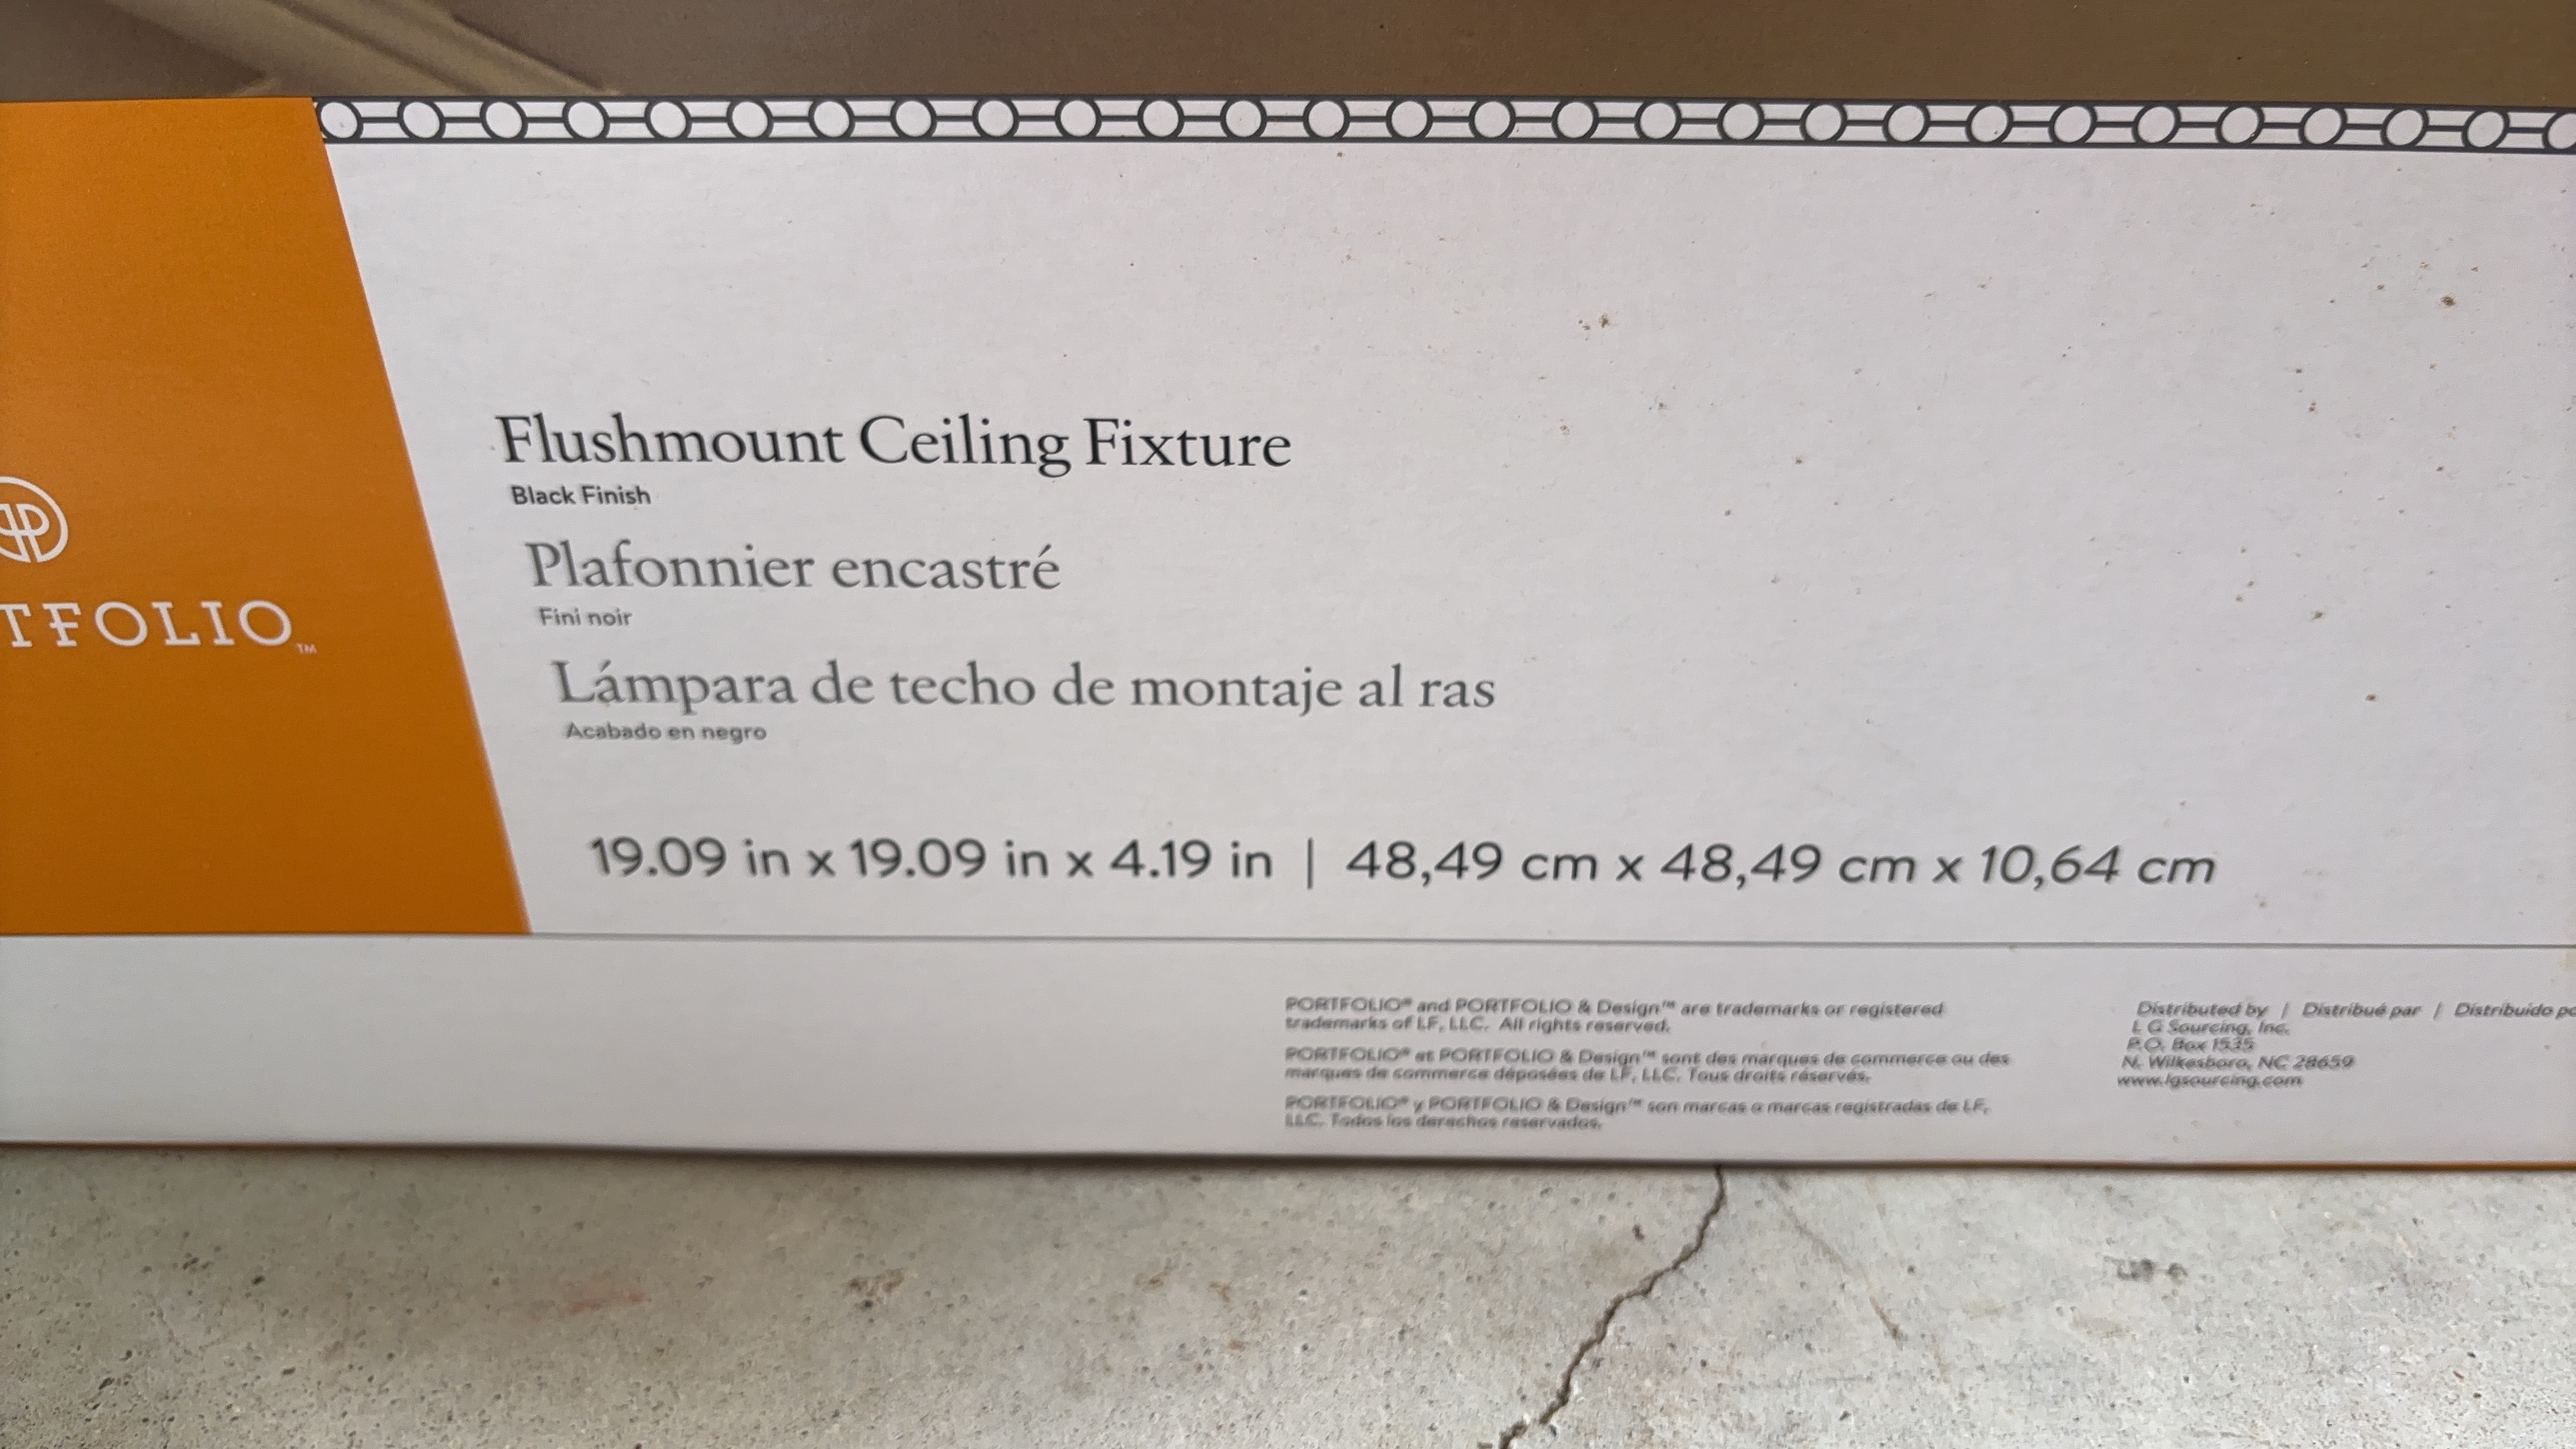 TFOLIO™
Flushmount Ceiling Fixture
Black Finish
Plafonnier encastré
Fini noir
Lámpara de techo de montaje al ras
Acabado en negro
19.09 in x 19.09 in x 4.19 in | 48,49 cm x 48,49 cm x 10,64 cm
PORTFOLIO® and PORTFOLIO & Design™ are trademarks or registered
trademarks of LF, LLC. All rights reserved.
PORTFOLIO® et PORTFOLIO & Design™ sont des marques de commerce ou des
marques de commerce déposées de LF, LLC. Tous droits réservés.
PORTFOLIO® y PORTFOLIO & Design™ son marcas o marcas registradas de LF,
LLC. Todos los derechos reservados.
Distributed by | Distribué par | Distribuido po
L G Sourcing, Inc.
P.O. Box 1535
N. Wilkesboro, NC 28659
www.lgsourcing.com